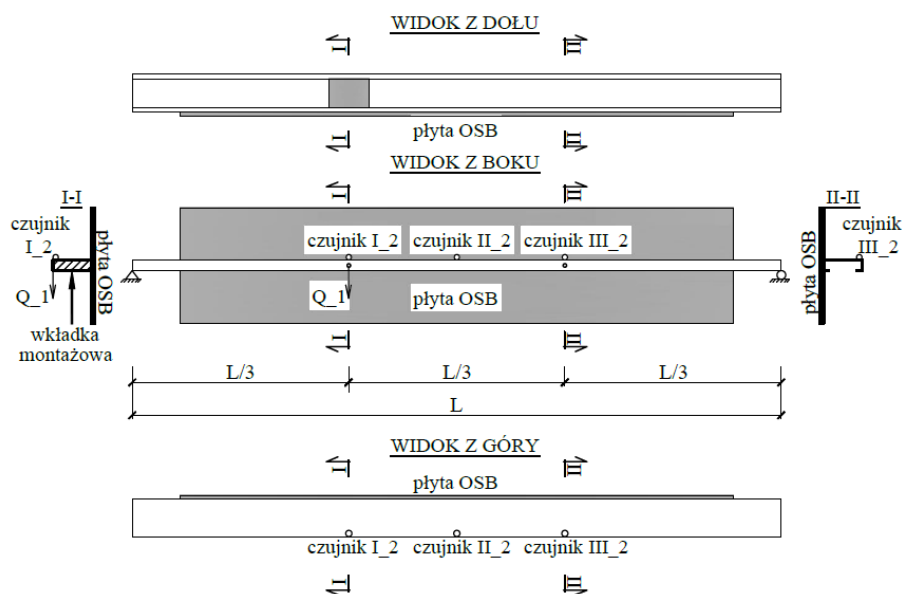 WIDOK Z DOŁU
I
II
płyta OSB
I
II
WIDOK Z BOKU
I
II
I-I
II-II
czujnik
I_2
płyta OSB
Q_1
wkładka
montażowa
czujnik I_2
czujnik II_2
czujnik III_2
Q_1
płyta OSB
płyta OSB
czujnik
III_2
I
II
L/3
L/3
L/3
L
WIDOK Z GÓRY
I
II
płyta OSB
czujnik I_2
czujnik II_2
czujnik III_2
I
II